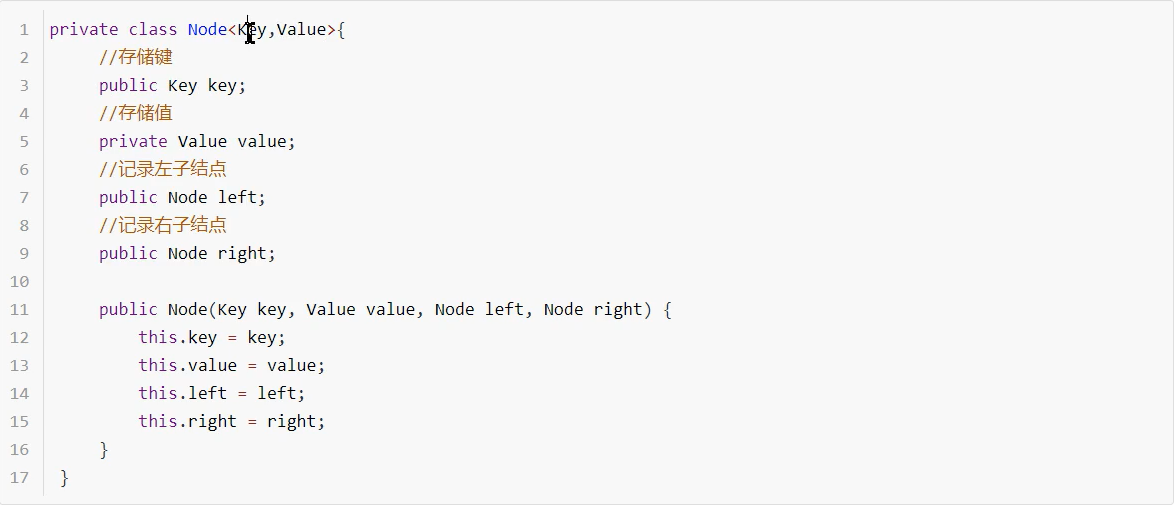 1 private class Node<Key,Value>{
2 //存储键
3 public Key key;
4 //存储值
5 private Value value;
6 //记录左子结点
7 public Node left;
8 //记录右子结点
9 public Node right;
10
11 public Node(Key key, Value value, Node left, Node right) {
12 this.key = key;
13 this.value = value;
14 this.left = left;
15 this.right = right;
16 }
17 }